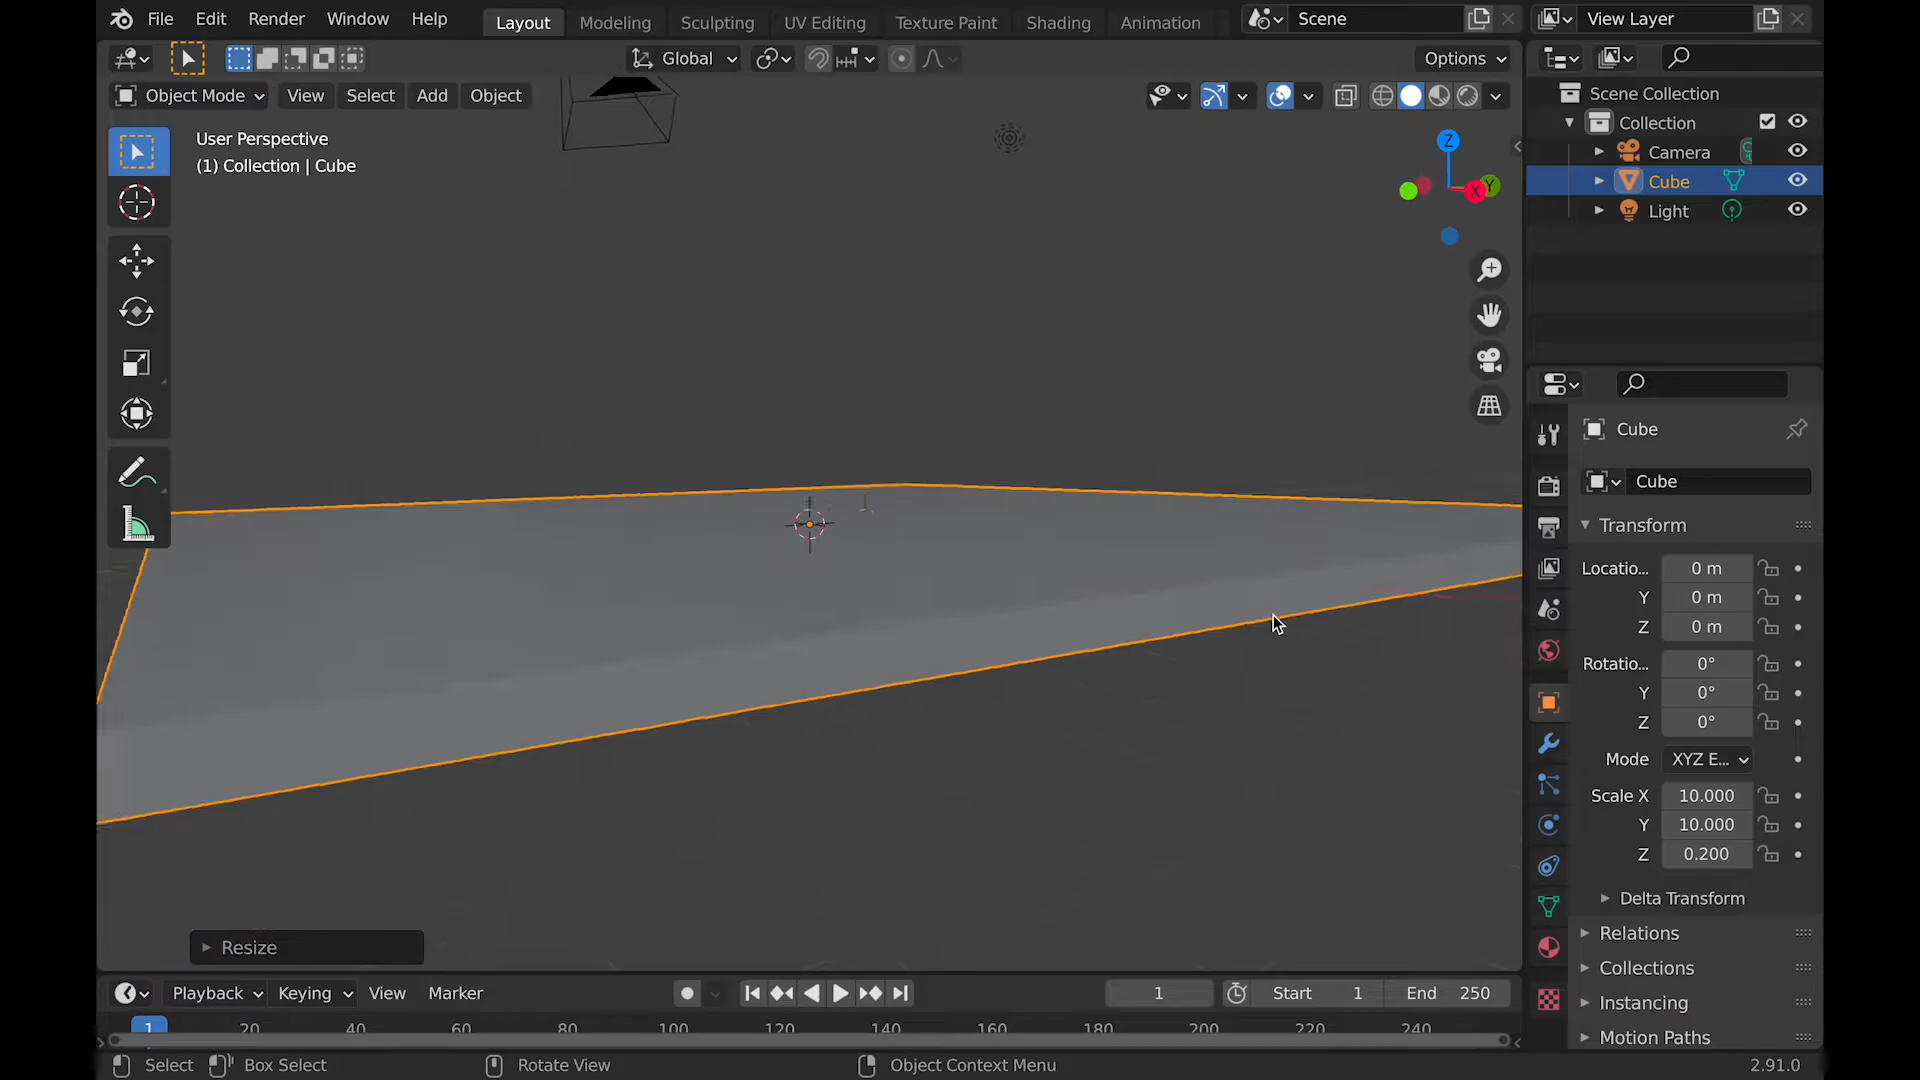 File Edit Render Window Help Layout Modeling Sculpting UV Editing Texture Paint Shading Animation Scene View Layer
Global Options
Object Mode View Select Add Object
User Perspective
(1) Collection | Cube
Z
X
Y
Scene Collection
Collection
Camera
Cube
Light
Cube
Cube
Transform
Locatio... 0 m
Y 0 m
Z 0 m
Rotatio... 0°
Y 0°
Z 0°
Mode XYZ E...
Scale X 10.000
Y 10.000
Z 0.200
Delta Transform
Relations
Collections
Instancing
Motion Paths
Resize
Playback Keying View Marker 1 Start 1 End 250
1 20 40 60 80 100 120 140 160 180 200 220 240
Select Box Select Rotate View Object Context Menu 2.91.0